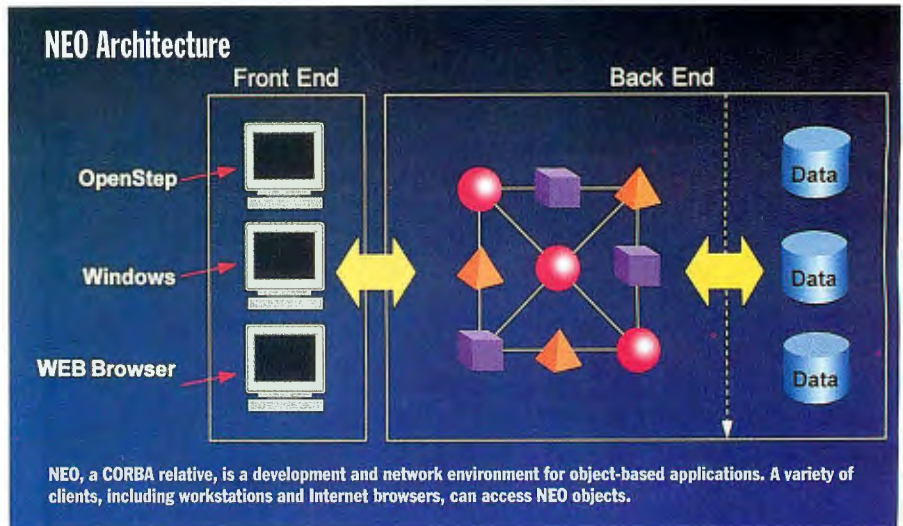 NEO Architecture
Front End
Back End
OpenStep
Windows
WEB Browser
Data
Data
Data
NEO, a CORBA relative, is a development and network environment for object-based applications. A variety of
clients, including workstations and Internet browsers, can access NEO objects.